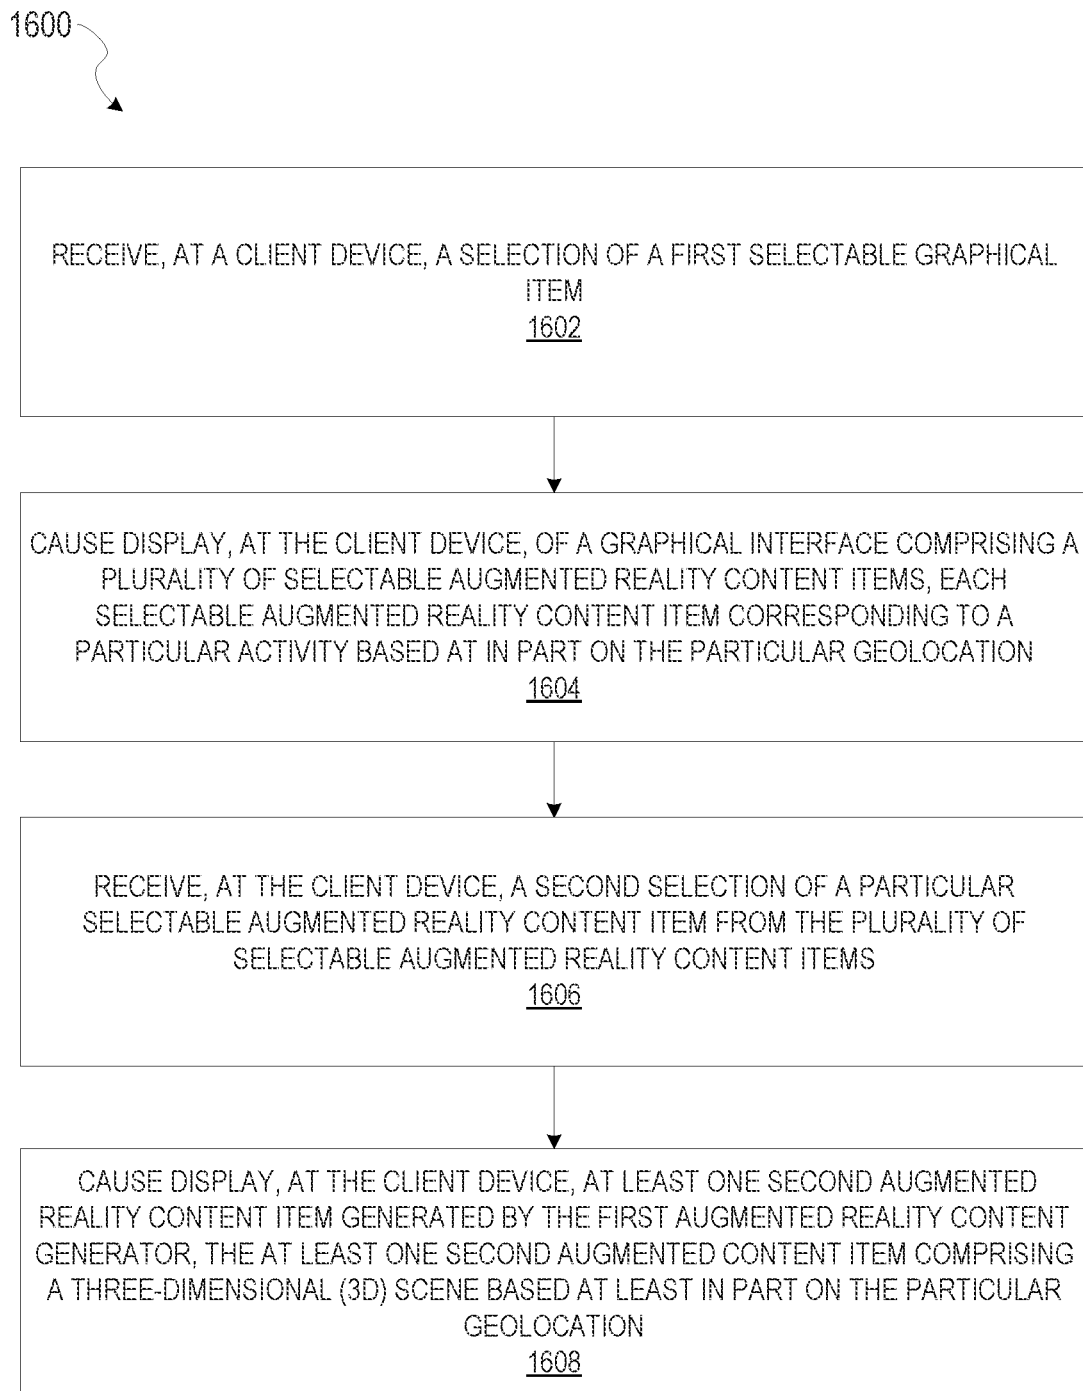 1600
RECEIVE, AT A CLIENT DEVICE, A SELECTION OF A FIRST SELECTABLE GRAPHICAL
ITEM
1602
CAUSE DISPLAY, AT THE CLIENT DEVICE, OF A GRAPHICAL INTERFACE COMPRISING A
PLURALITY OF SELECTABLE AUGMENTED REALITY CONTENT ITEMS, EACH
SELECTABLE AUGMENTED REALITY CONTENT ITEM CORRESPONDING TO A
PARTICULAR ACTIVITY BASED AT IN PART ON THE PARTICULAR GEOLOCATION
1604
RECEIVE, AT THE CLIENT DEVICE, A SECOND SELECTION OF A PARTICULAR
SELECTABLE AUGMENTED REALITY CONTENT ITEM FROM THE PLURALITY OF
SELECTABLE AUGMENTED REALITY CONTENT ITEMS
1606
CAUSE DISPLAY, AT THE CLIENT DEVICE, AT LEAST ONE SECOND AUGMENTED
REALITY CONTENT ITEM GENERATED BY THE FIRST AUGMENTED REALITY CONTENT
GENERATOR, THE AT LEAST ONE SECOND AUGMENTED CONTENT ITEM COMPRISING
A THREE-DIMENSIONAL (3D) SCENE BASED AT LEAST IN PART ON THE PARTICULAR
GEOLOCATION
1608